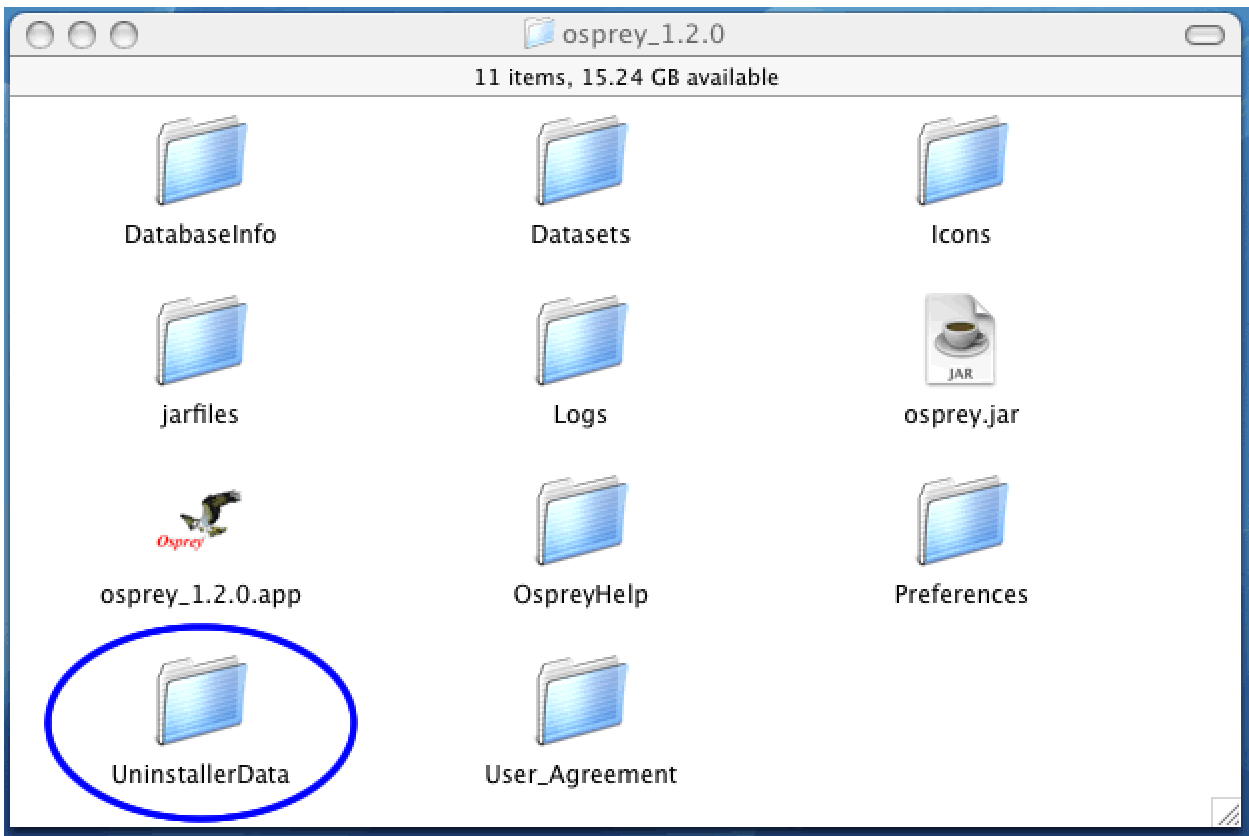 osprey_1.2.0
11 items, 15.24 GB available
DatabaseInfo
Datasets
Icons
jarfiles
Logs
JAR
osprey.jar
Osprey
osprey_1.2.0.app
OspreyHelp
Preferences
UninstallerData
User_Agreement